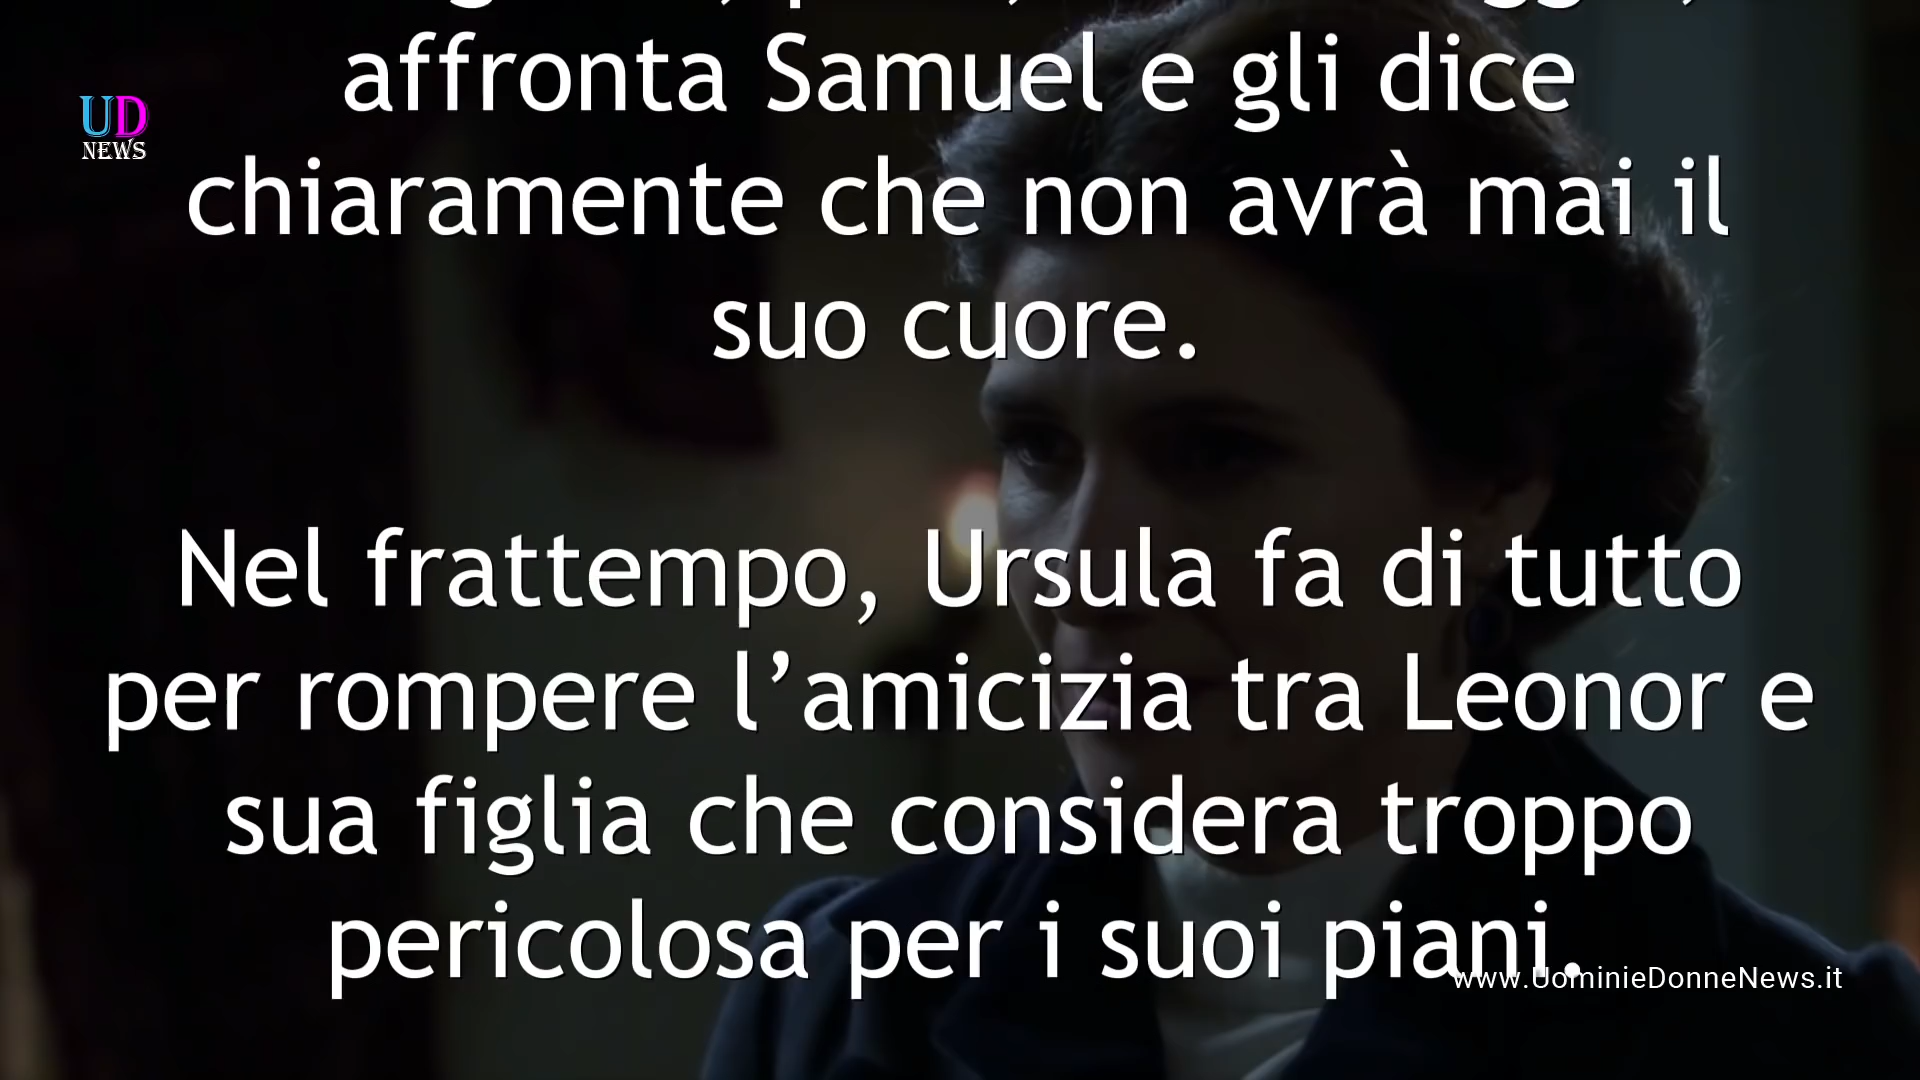 affronta Samuel e gli dice
UD
NEWS
chiaramente che non avrà mai il
suo cuore.
Nel frattempo, Ursula fa di tutto
per rompere l’amicizia tra Leonor e
sua figlia che considera troppo
pericolosa per i suoi piani.
www.UominieDonneNews.it